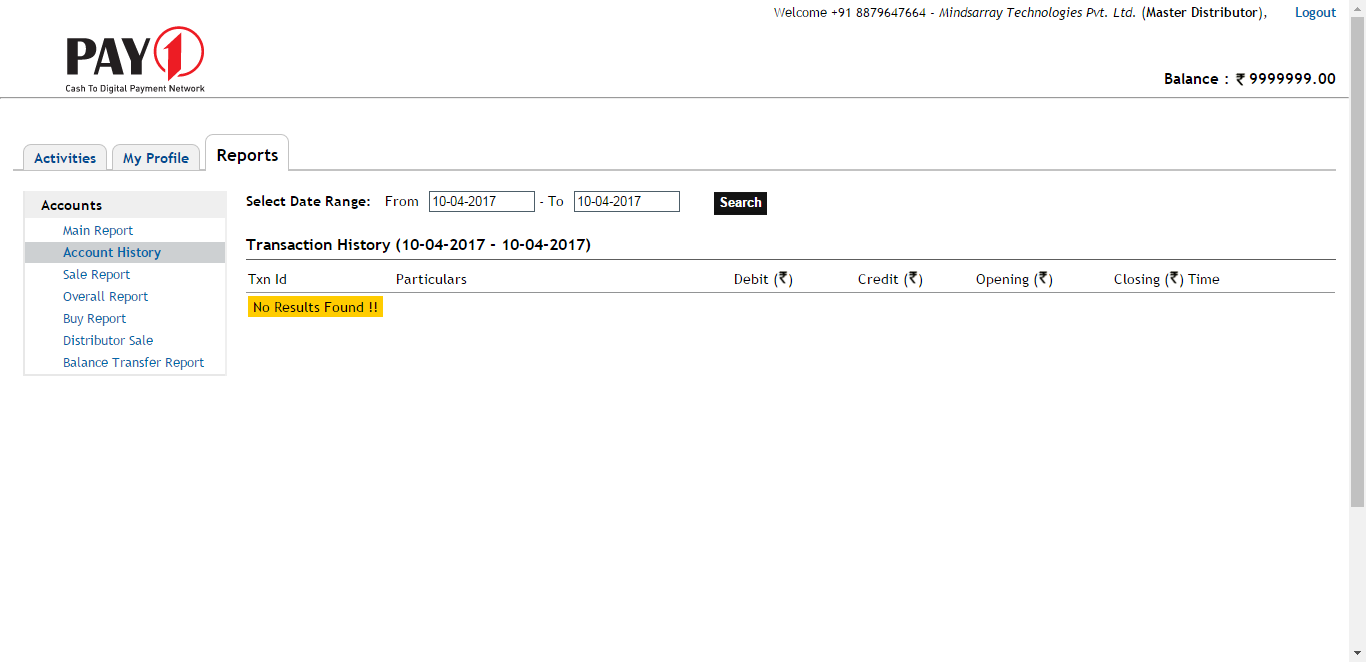 Welcome +91 8879647664 - Mindsarray Technologies Pvt. Ltd. (Master Distributor), Logout
PAY1
Cash To Digital Payment Network
Balance : ₹ 9999999.00
Activities My Profile Reports
Accounts
Main Report
Account History
Sale Report
Overall Report
Buy Report
Distributor Sale
Balance Transfer Report
Select Date Range: From 10-04-2017 - To 10-04-2017 Search
Transaction History (10-04-2017 - 10-04-2017)
Txn Id Particulars Debit (₹) Credit (₹) Opening (₹) Closing (₹) Time
No Results Found !!